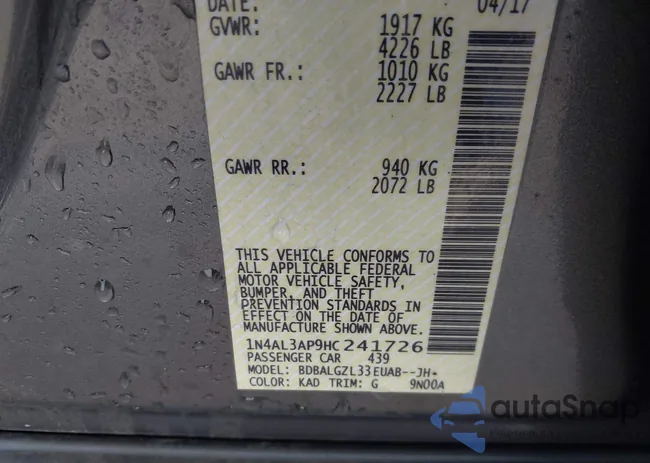 DATE: 04/17
GVWR: 1917 KG
4226 LB
GAWR FR.: 1010 KG
2227 LB
GAWR RR.: 940 KG
2072 LB
THIS VEHICLE CONFORMS TO
ALL APPLICABLE FEDERAL
MOTOR VEHICLE SAFETY,
BUMPER, AND THEFT
PREVENTION STANDARDS IN
EFFECT ON THE DATE OF
MANUFACTURE SHOWN ABOVE.
1N4AL3AP9HC241726
PASSENGER CAR 439
MODEL: BDBALGZL33EUAB--JH*
COLOR: KAD TRIM: G 9N00A
autoSnap